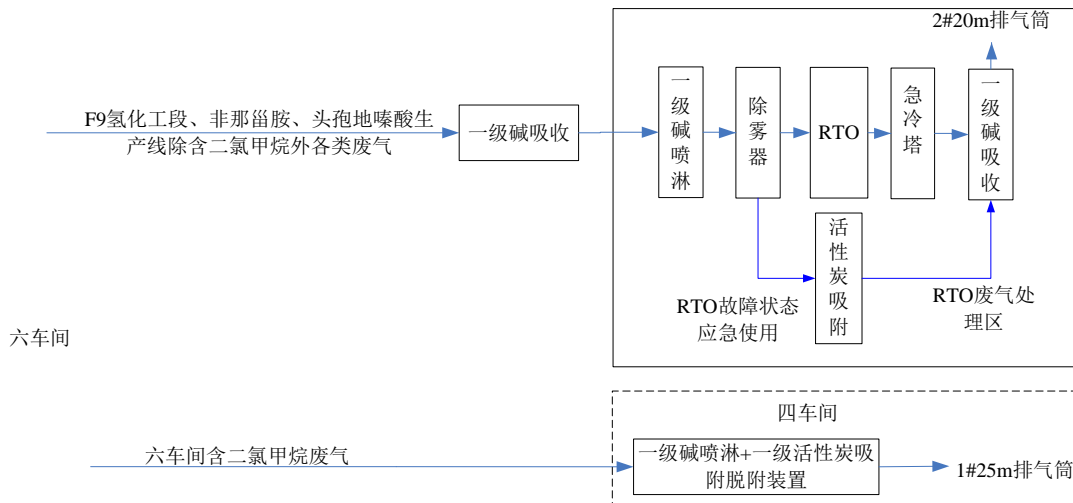 2#20m排气筒
F9氢化工段、非那甾胺、头孢地嗪酸生
产线除含二氯甲烷外各类废气
一级碱吸收
一级碱喷淋
除雾器
RTO
急冷塔
一级碱吸收
活性炭吸附
RTO故障状态
应急使用
RTO废气处
理区
六车间
四车间
六车间含二氯甲烷废气
一级碱喷淋+一级活性炭吸
附脱附装置
1#25m排气筒